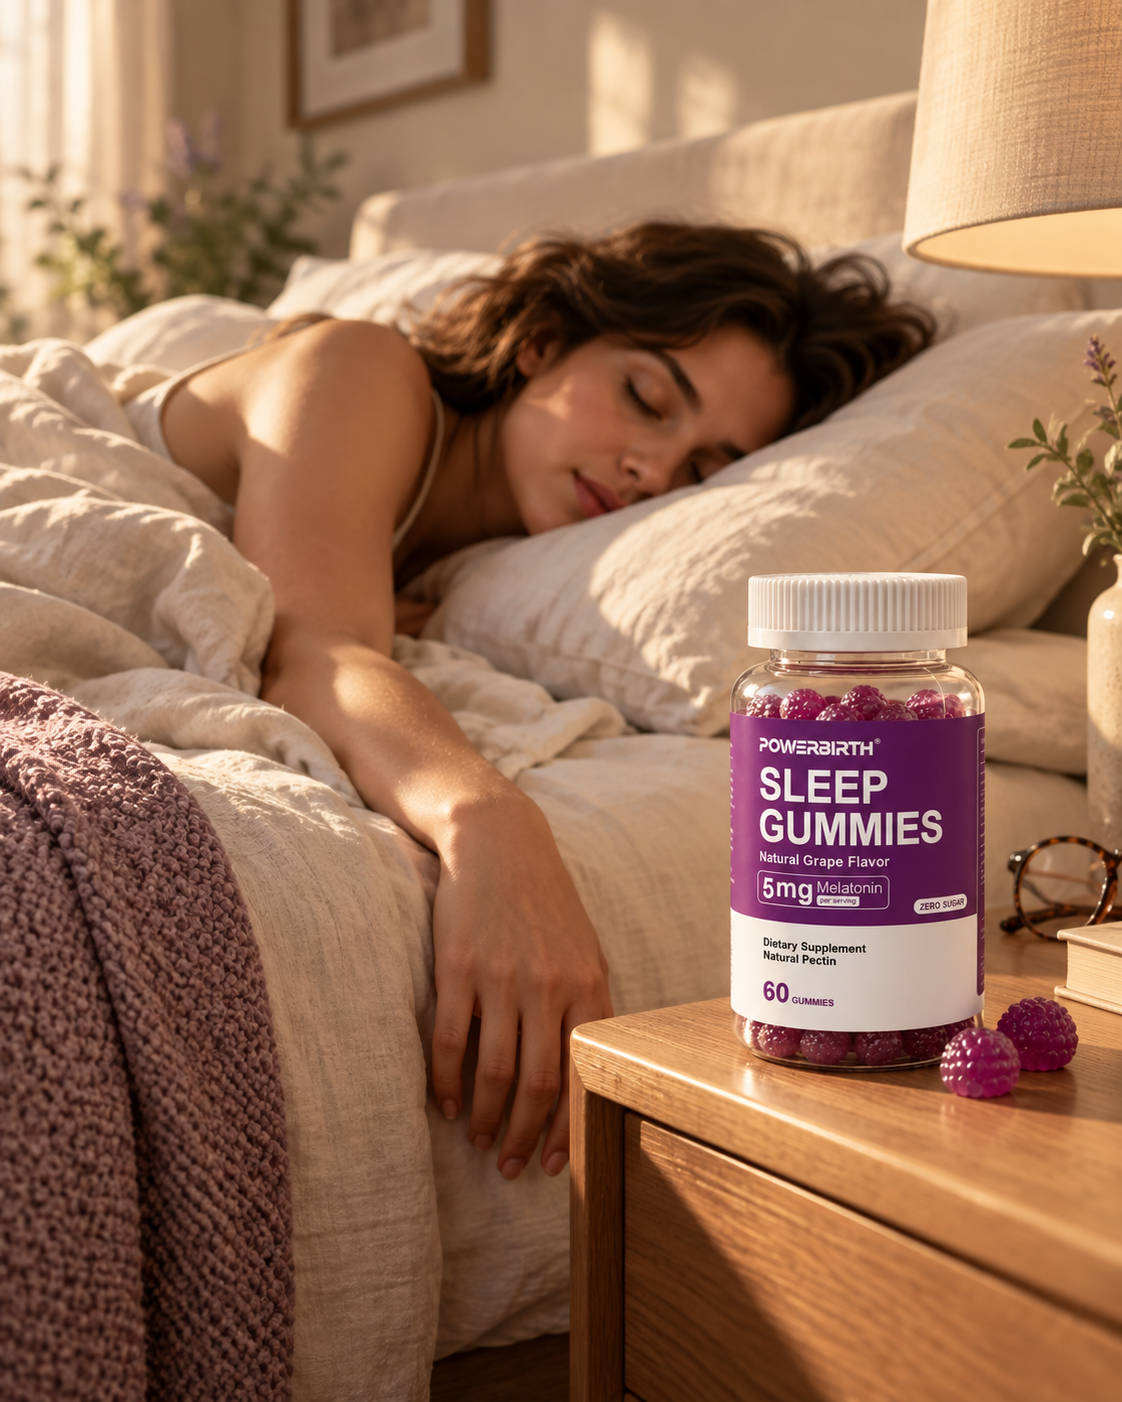 POWERBIRTH®
SLEEP
GUMMIES
Natural Grape Flavor
5mg Melatonin
per serving
ZERO SUGAR
Dietary Supplement
Natural Pectin
60 GUMMIES